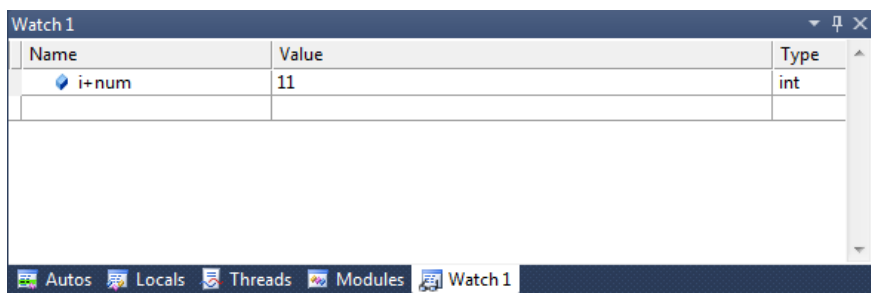 Watch 1
Name Value Type
i+num 11 int
Autos Locals Threads Modules Watch 1